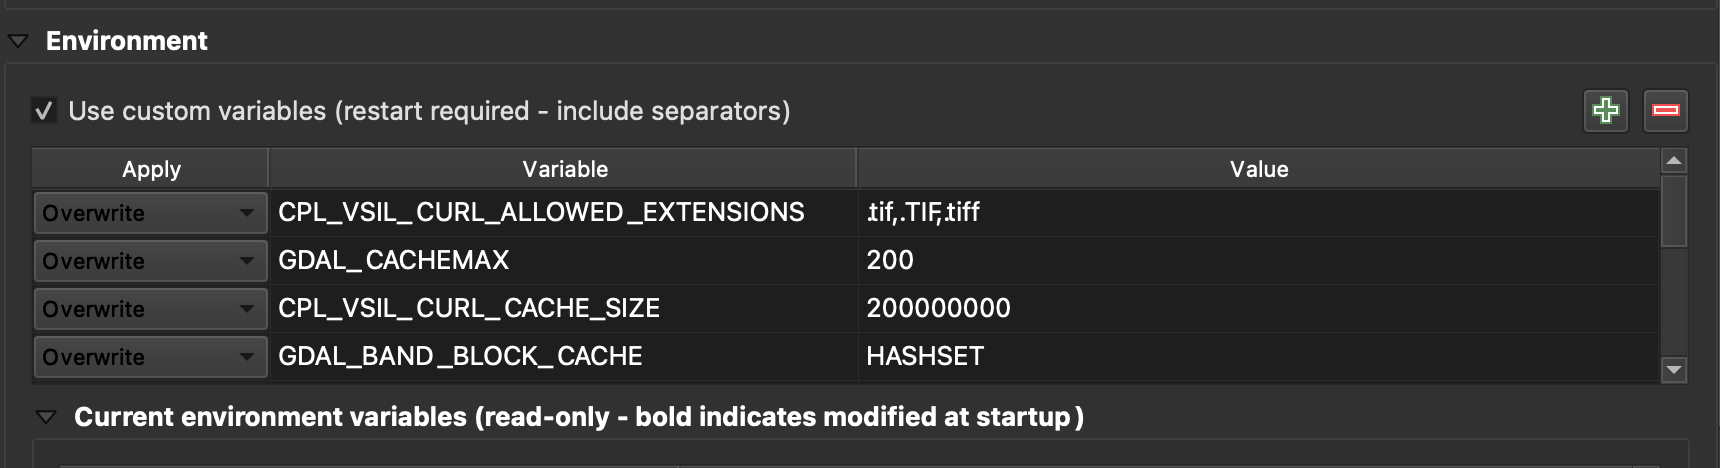 Environment
Use custom variables (restart required - include separators)
Apply Variable Value
Overwrite CPL_VSIL_CURL_ALLOWED_EXTENSIONS .tif,.TIF,.tiff
Overwrite GDAL_CACHEMAX 200
Overwrite CPL_VSIL_CURL_CACHE_SIZE 200000000
Overwrite GDAL_BAND_BLOCK_CACHE HASHSET
Current environment variables (read-only - bold indicates modified at startup)